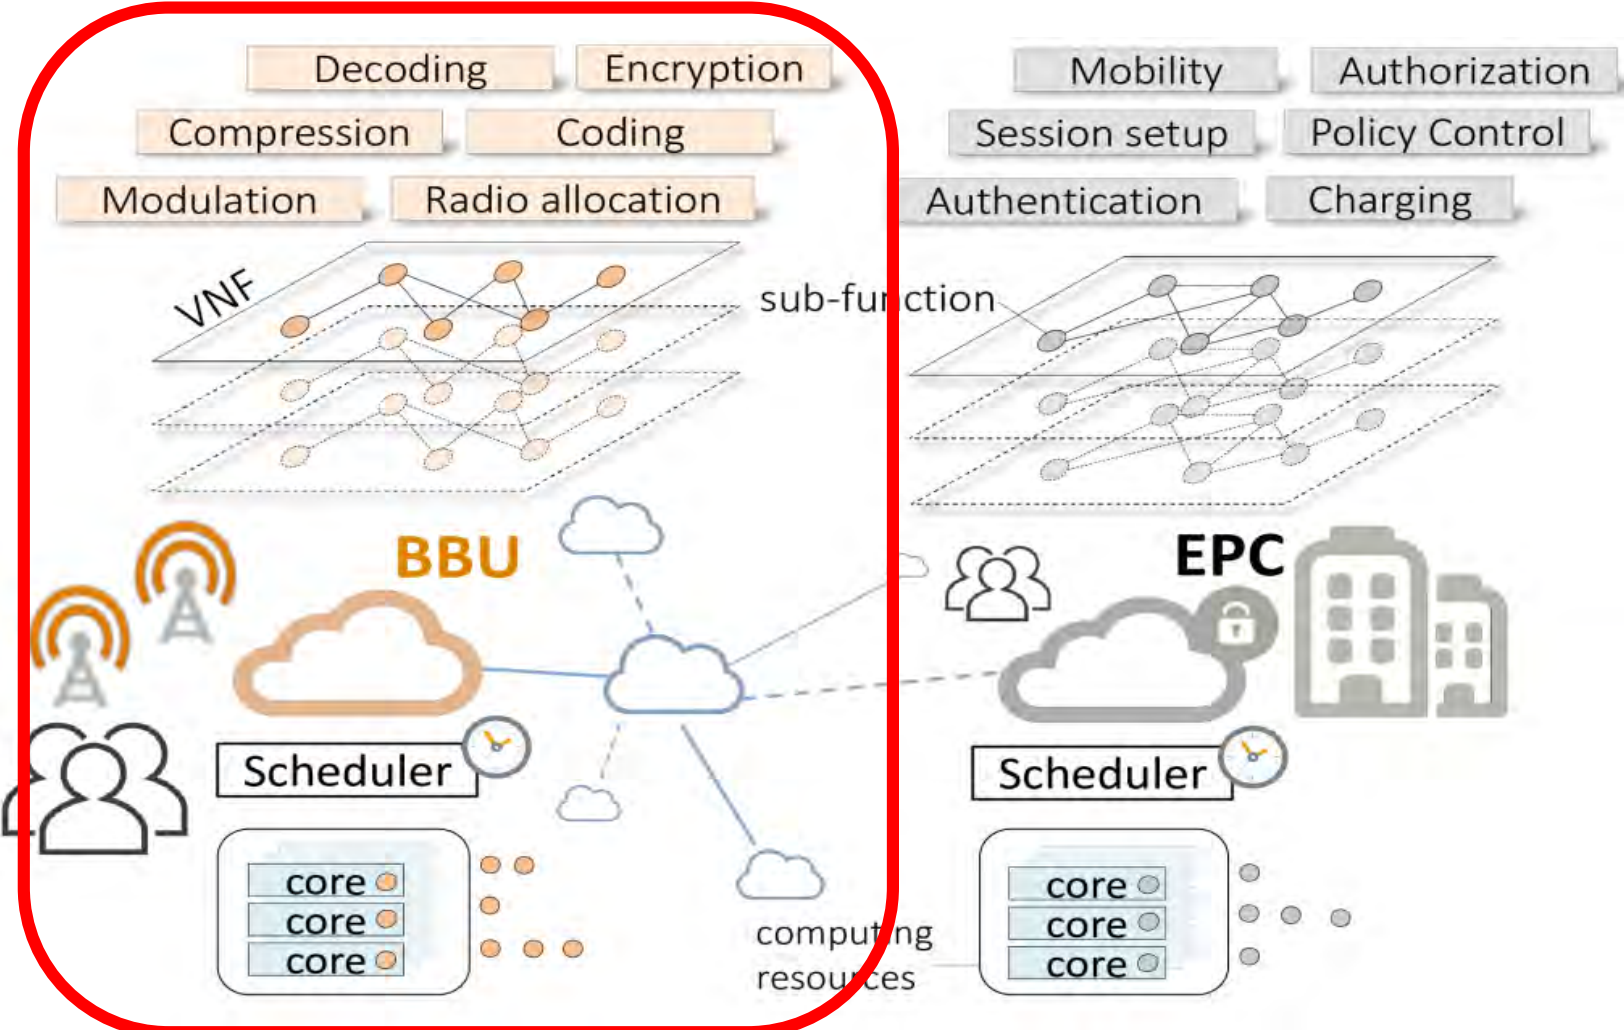 Decoding Encryption Mobility Authorization
Compression Coding Session setup Policy Control
Modulation Radio allocation Authentication Charging
VNF
sub-function
BBU EPC
Scheduler Scheduler
core core
core core
core core
computing
resources